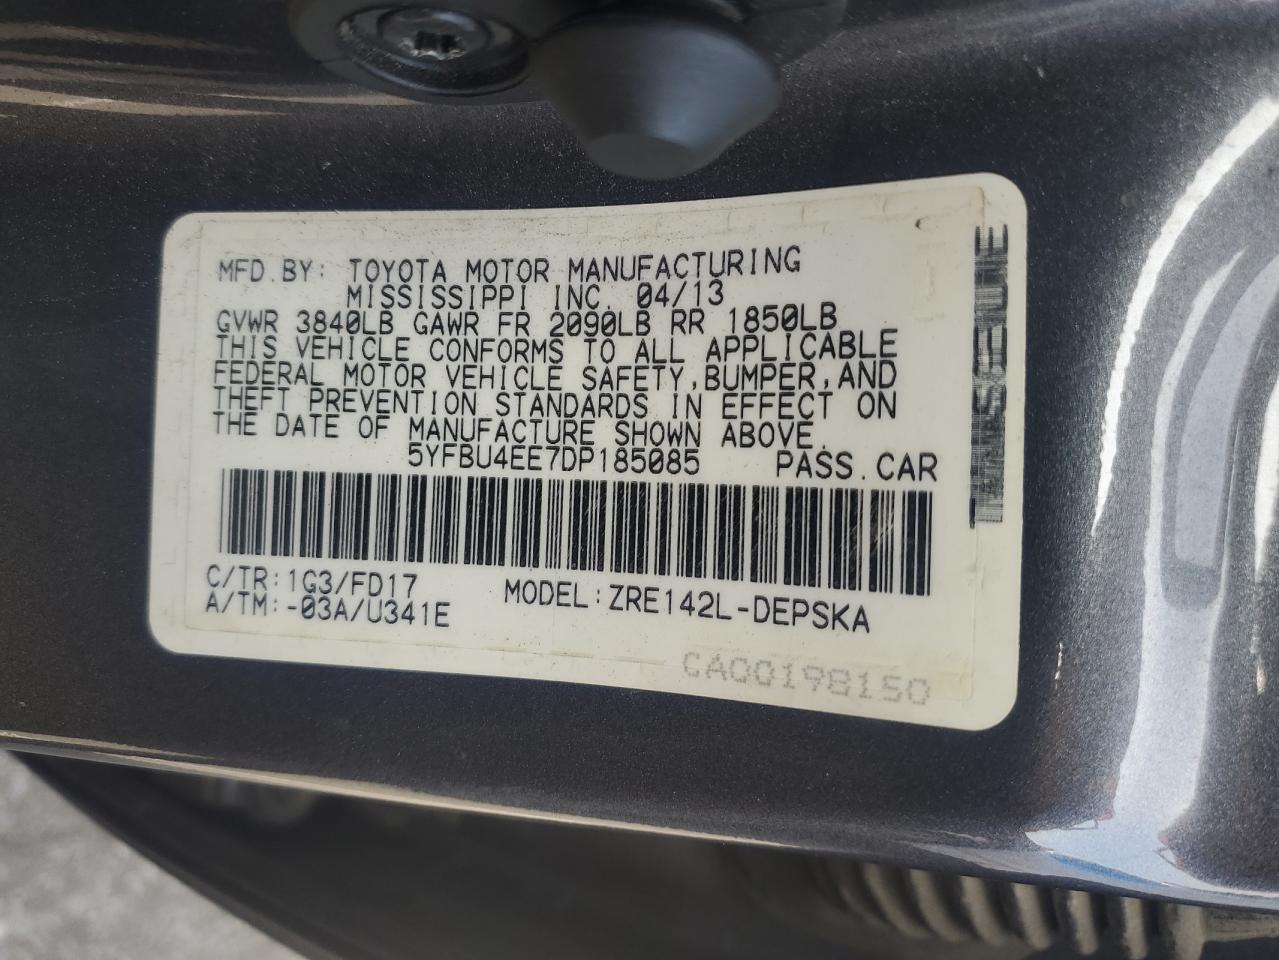 MFD.BY: TOYOTA MOTOR MANUFACTURING
MISSISSIPPI INC. 04/13
GVWR 3840LB GAWR FR 2090LB RR 1850LB
THIS VEHICLE CONFORMS TO ALL APPLICABLE
FEDERAL MOTOR VEHICLE SAFETY,BUMPER,AND
THEFT PREVENTION STANDARDS IN EFFECT ON
THE DATE OF MANUFACTURE SHOWN ABOVE.
5YFBU4EE7DP185085 PASS.CAR
C/TR:1G3/FD17 MODEL:ZRE142L-DEPSKA
A/TM:-03A/U341E
CA00198150